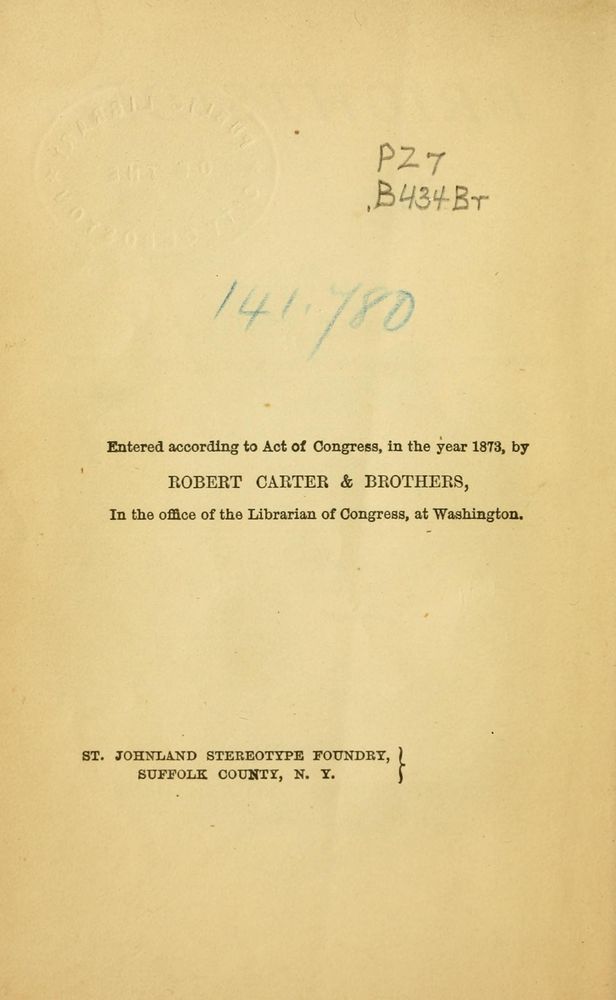 PZ7
.B434Br
141.780
Entered according to Act of Congress, in the year 1873, by
ROBERT CARTER & BROTHERS,
In the office of the Librarian of Congress, at Washington.
ST. JOHNLAND STEREOTYPE FOUNDRY,
SUFFOLK COUNTY, N. Y.